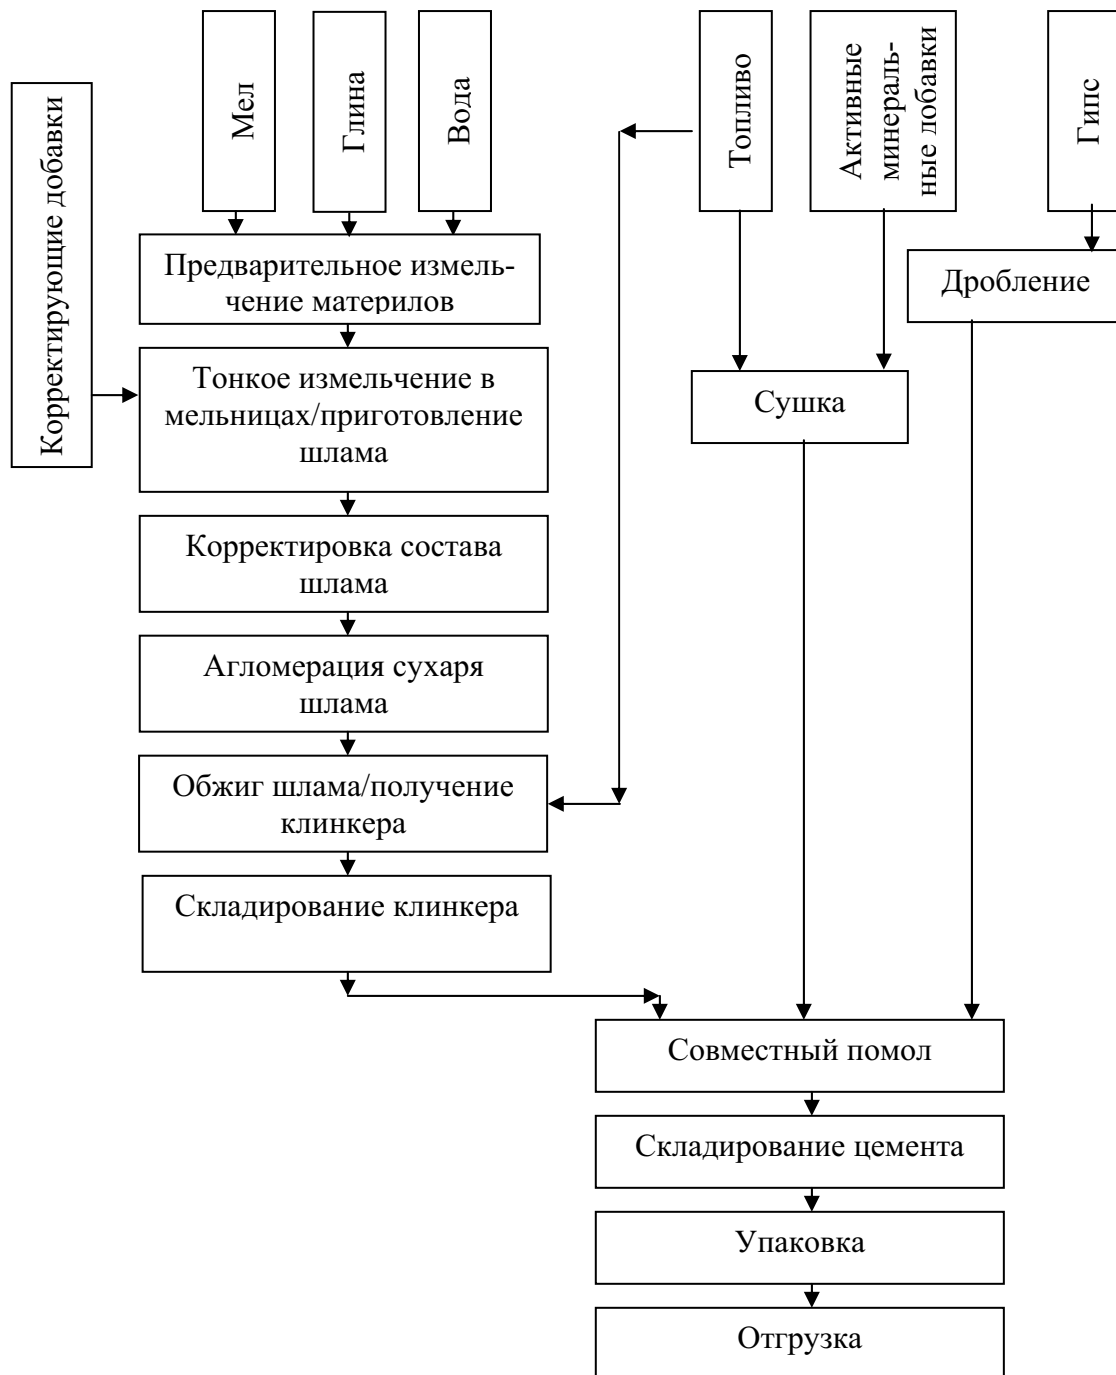 Корректирующие добавки
Мел
Глина
Вода
Топливо
Активные
минераль-
ные добавки
Гипс
Предварительное измель-
чение материлов
Дробление
Тонкое измельчение в
мельницах/приготовление
шлама
Сушка
Корректировка состава
шлама
Агломерация сухаря
шлама
Обжиг шлама/получение
клинкера
Складирование клинкера
Совместный помол
Складирование цемента
Упаковка
Отгрузка